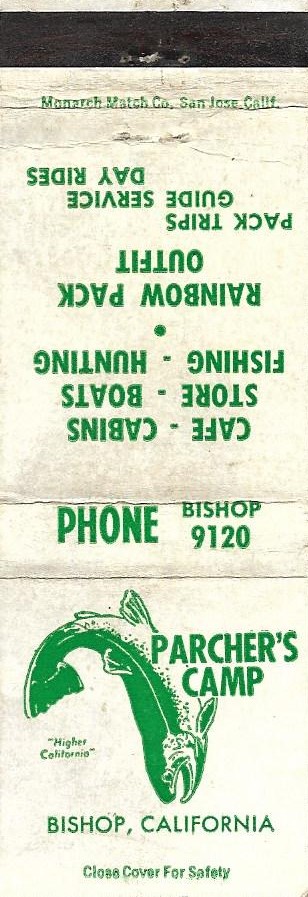 Monarch Match Co. San Jose Calif.
CAFE - CABINS
STORE - BOATS
FISHING - HUNTING
•
RAINBOW PACK
OUTFIT
PACK TRIPS
GUIDE SERVICE
DAY RIDES
PHONE BISHOP 9120
PARCHER'S
CAMP
"Higher
California"
BISHOP, CALIFORNIA
Close Cover For Safety